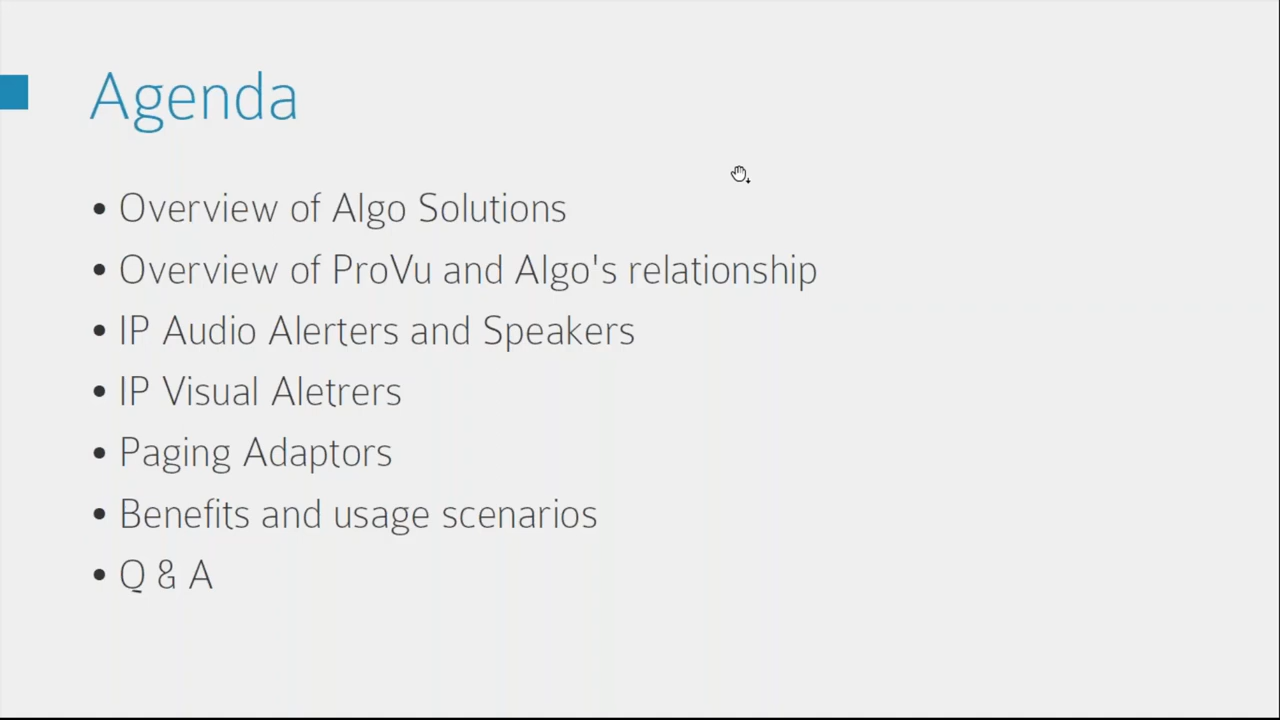 Agenda
• Overview of Algo Solutions
• Overview of ProVu and Algo's relationship
• IP Audio Alerters and Speakers
• IP Visual Aletrers
• Paging Adaptors
• Benefits and usage scenarios
• Q & A